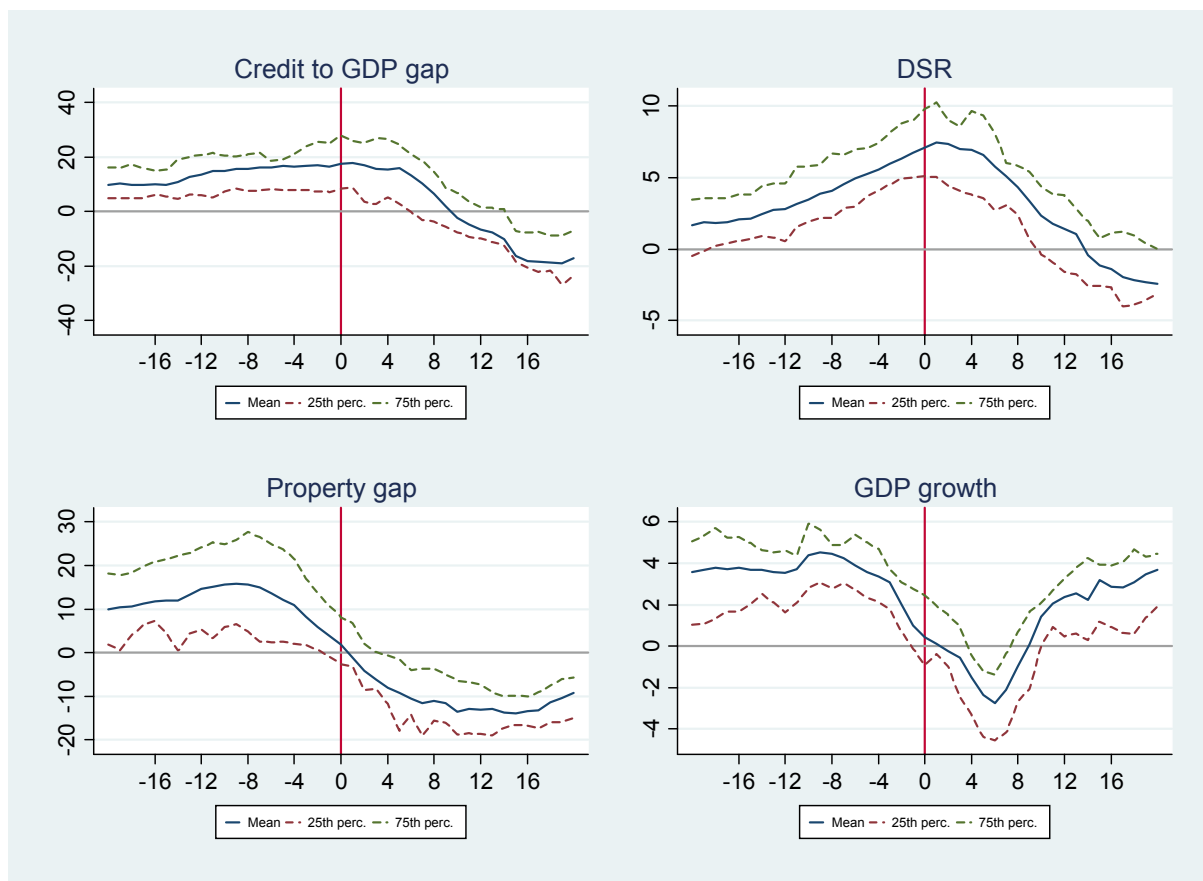 Credit to GDP gap
40
20
0
-20
-40
-16 -12 -8 -4 0 4 8 12 16
Mean 25th perc. 75th perc.
DSR
10
5
0
-5
-16 -12 -8 -4 0 4 8 12 16
Mean 25th perc. 75th perc.
Property gap
30
20
10
0
-10
-20
-16 -12 -8 -4 0 4 8 12 16
Mean 25th perc. 75th perc.
GDP growth
6
4
2
0
-2
-4
-16 -12 -8 -4 0 4 8 12 16
Mean 25th perc. 75th perc.